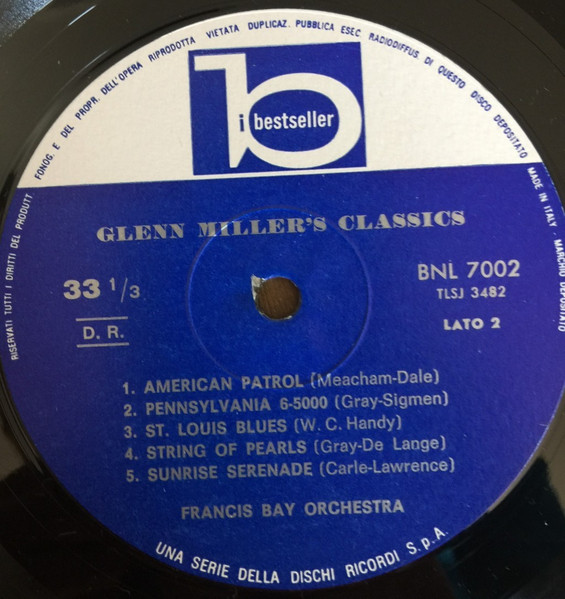 RISERVATI TUTTI I DIRITTI DEL PRODUTT. FONOG. E DEL PROPR. DELL'OPERA RIPRODOTTA VIETATA DUPLICAZ. PUBBLICA ESEC. RADIODIFFUS. DI QUESTO DISCO DEPOSITATO MADE IN ITALY - MARCHIO DEPOSITATO
i bestseller
GLENN MILLER'S CLASSICS
33 1/3
BNL 7002
TLSJ 3482
D. R.
LATO 2
1. AMERICAN PATROL (Meacham-Dale)
2. PENNSYLVANIA 6-5000 (Gray-Sigmen)
3. ST. LOUIS BLUES (W. C. Handy)
4. STRING OF PEARLS (Gray-De Lange)
5. SUNRISE SERENADE (Carle-Lawrence)
FRANCIS BAY ORCHESTRA
UNA SERIE DELLA DISCHI RICORDI S.p.A.